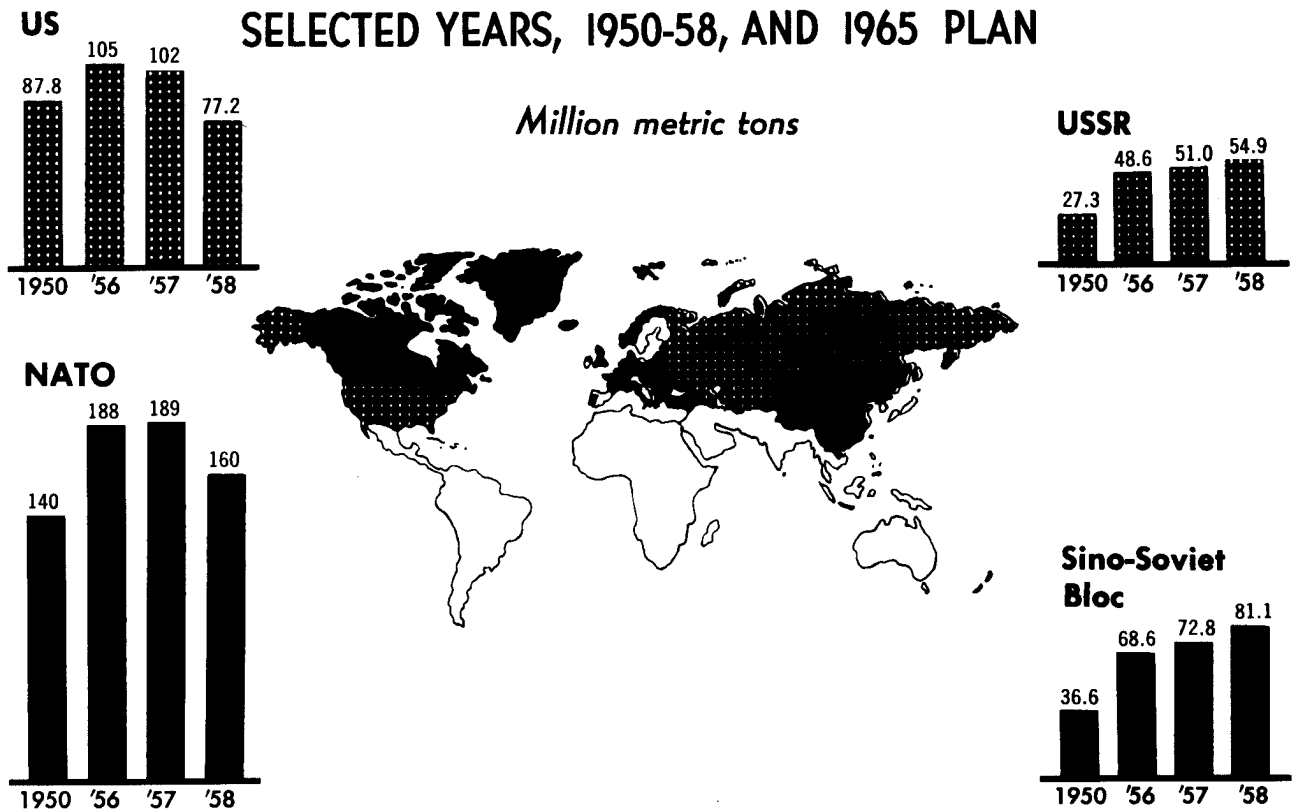 SELECTED YEARS, 1950-58, AND 1965 PLAN
Million metric tons
US
87.8
105
102
77.2
1950 '56 '57 '58
NATO
140
188
189
160
1950 '56 '57 '58
USSR
27.3
48.6
51.0
54.9
1950 '56 '57 '58
Sino-Soviet
Bloc
36.6
68.6
72.8
81.1
1950 '56 '57 '58